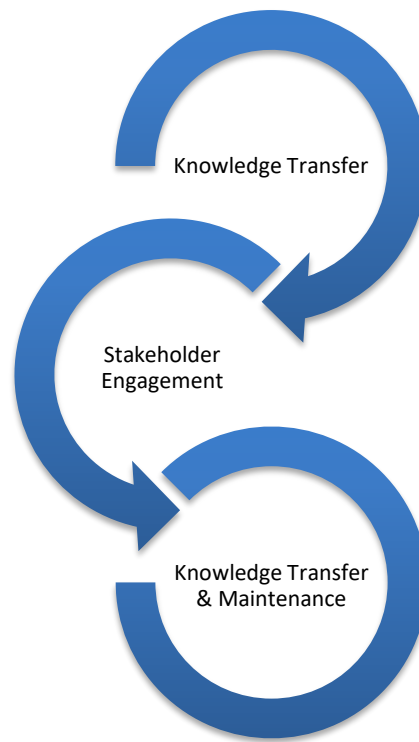 Knowledge Transfer
Stakeholder
Engagement
Knowledge Transfer
& Maintenance